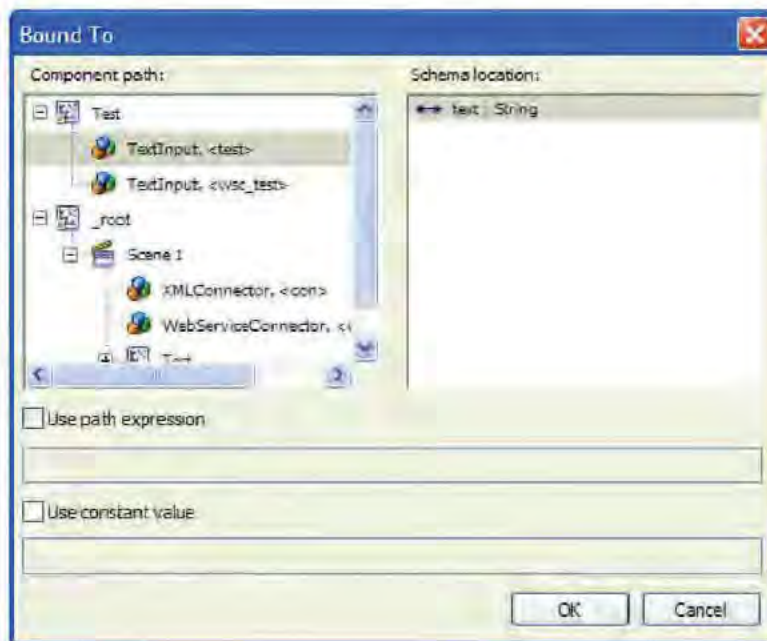 Bound To
Component path:
Schema location:
Test
text : String
TextInput, <test>
TextInput, <wsc_test>
_root
Scene 1
XMLConnector, <con>
WebServiceConnector, <
Use path expression
Use constant value
OK
Cancel